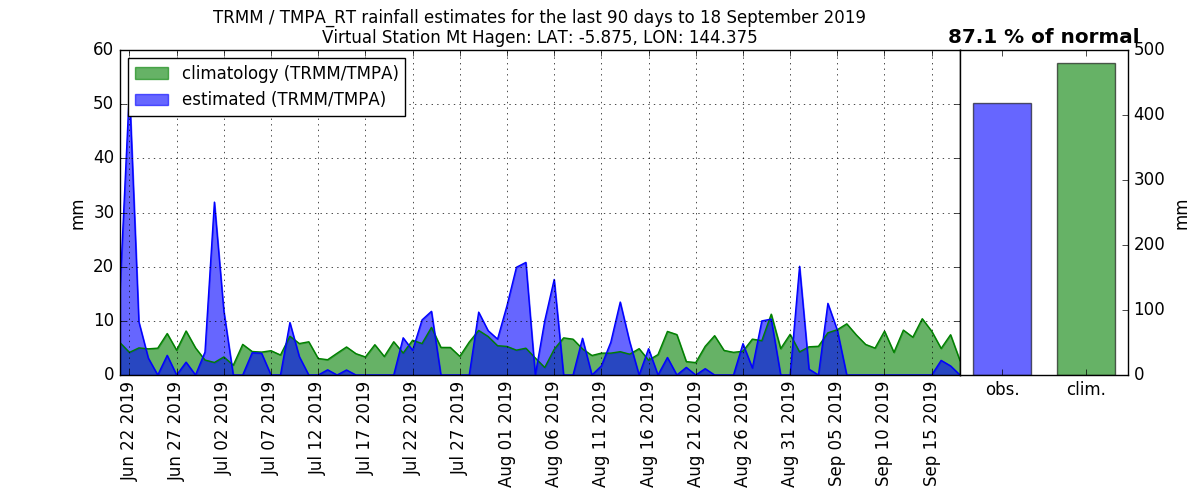 TRMM / TMPA_RT rainfall estimates for the last 90 days to 18 September 2019
Virtual Station Mt Hagen: LAT: -5.875, LON: 144.375
87.1 % of normal
climatology (TRMM/TMPA)
estimated (TRMM/TMPA)
60
50
40
30
20
10
0
mm
Jun 22 2019
Jun 27 2019
Jul 02 2019
Jul 07 2019
Jul 12 2019
Jul 17 2019
Jul 22 2019
Jul 27 2019
Aug 01 2019
Aug 06 2019
Aug 11 2019
Aug 16 2019
Aug 21 2019
Aug 26 2019
Aug 31 2019
Sep 05 2019
Sep 10 2019
Sep 15 2019
obs.
clim.
500
400
300
200
100
0
mm